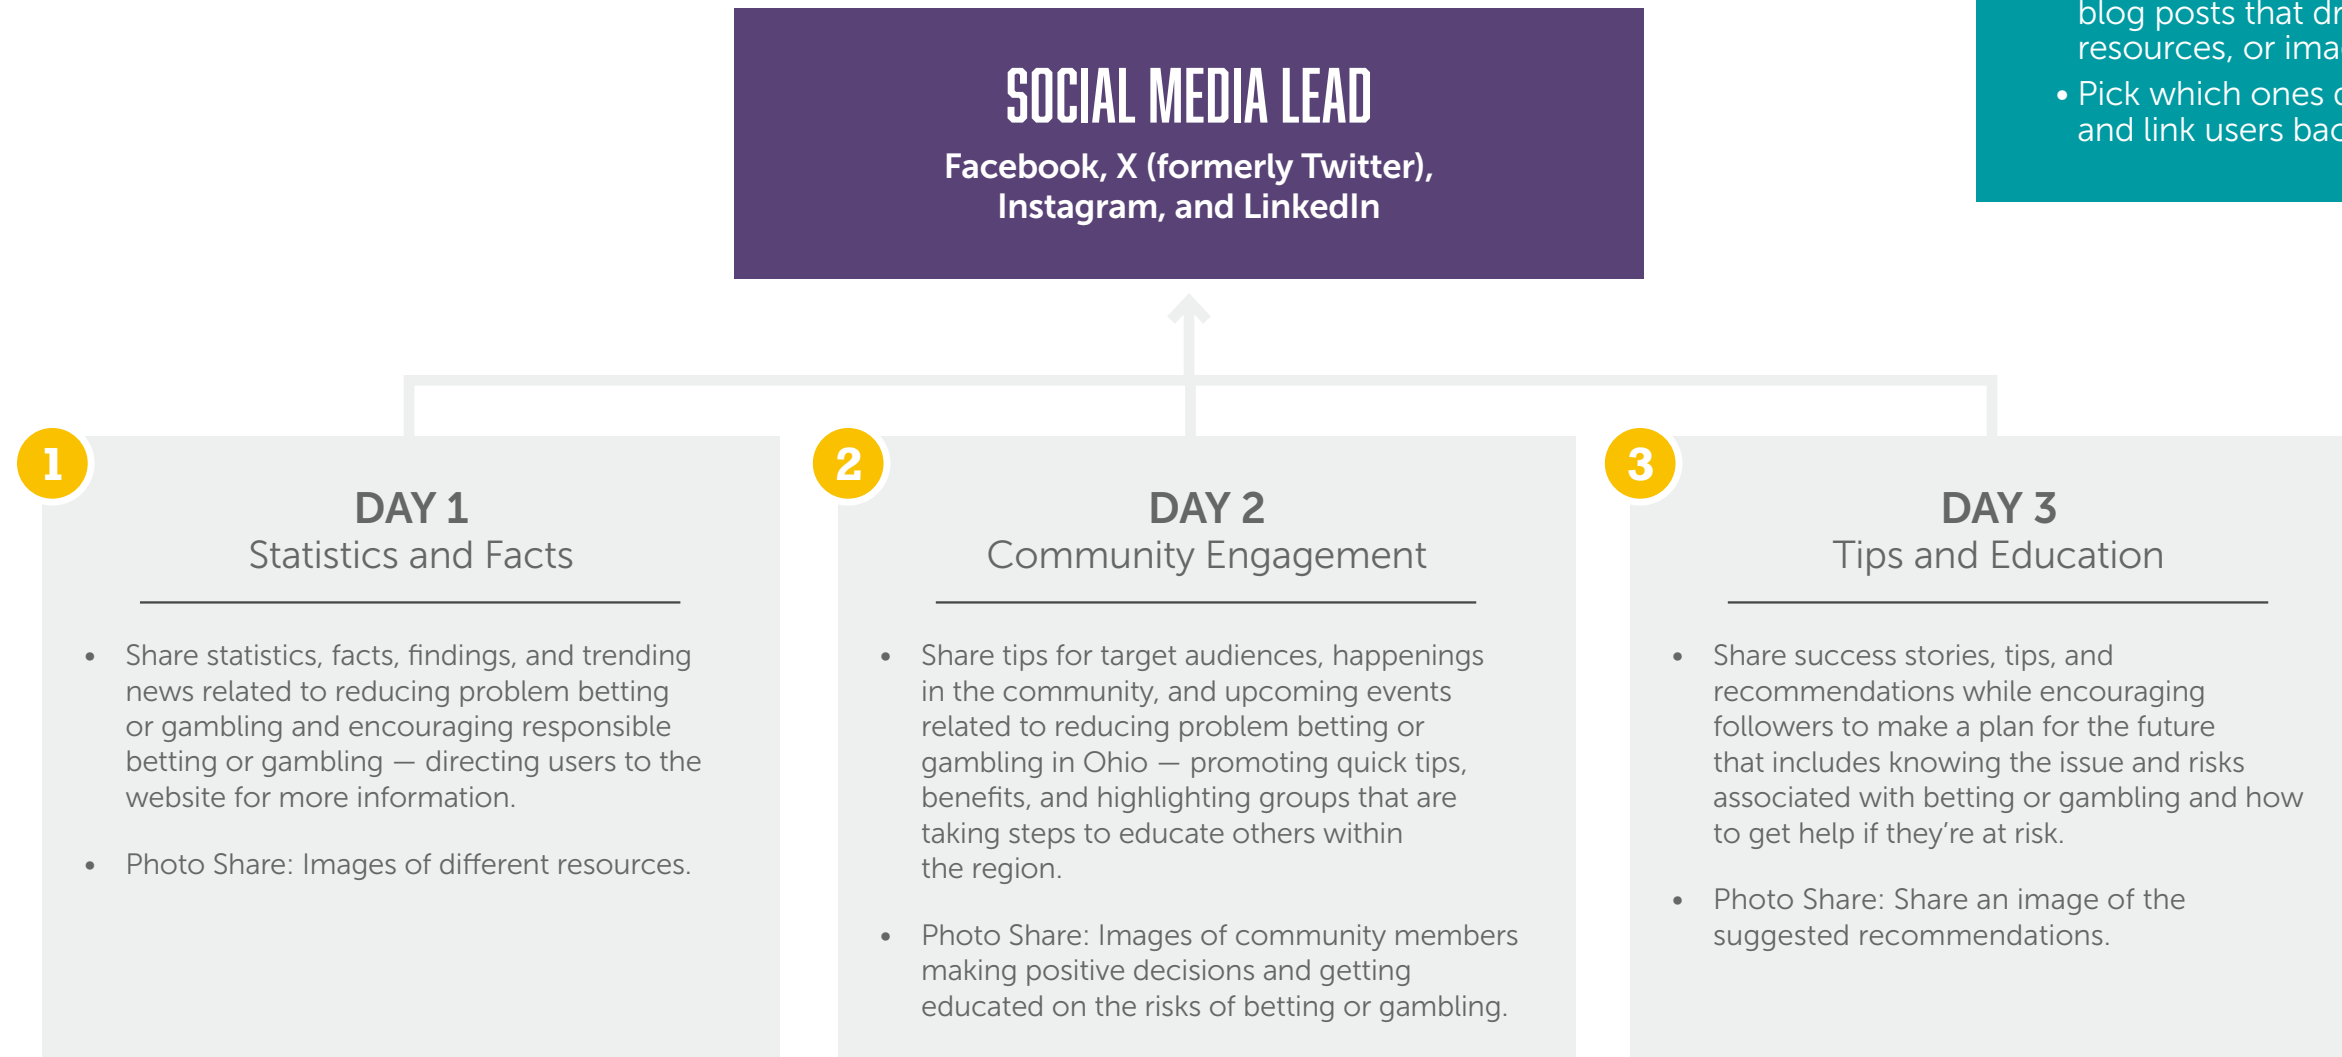 SOCIAL MEDIA LEAD
Facebook, X (formerly Twitter),
Instagram, and LinkedIn
blog posts that
resources, or
• Pick which ones
and link users
1
DAY 1
Statistics and Facts
• Share statistics, facts, findings, and trending
news related to reducing problem betting
or gambling and encouraging responsible
betting or gambling — directing users to the
website for more information.
• Photo Share: Images of different resources.
2
DAY 2
Community Engagement
• Share tips for target audiences, happenings
in the community, and upcoming events
related to reducing problem betting or
gambling in Ohio — promoting quick tips,
benefits, and highlighting groups that are
taking steps to educate others within
the region.
• Photo Share: Images of community members
making positive decisions and getting
educated on the risks of betting or gambling.
3
DAY 3
Tips and Education
• Share success stories, tips, and
recommendations while encouraging
followers to make a plan for the future
that includes knowing the issue and risks
associated with betting or gambling and how
to get help if they’re at risk.
• Photo Share: Share an image of the
suggested recommendations.